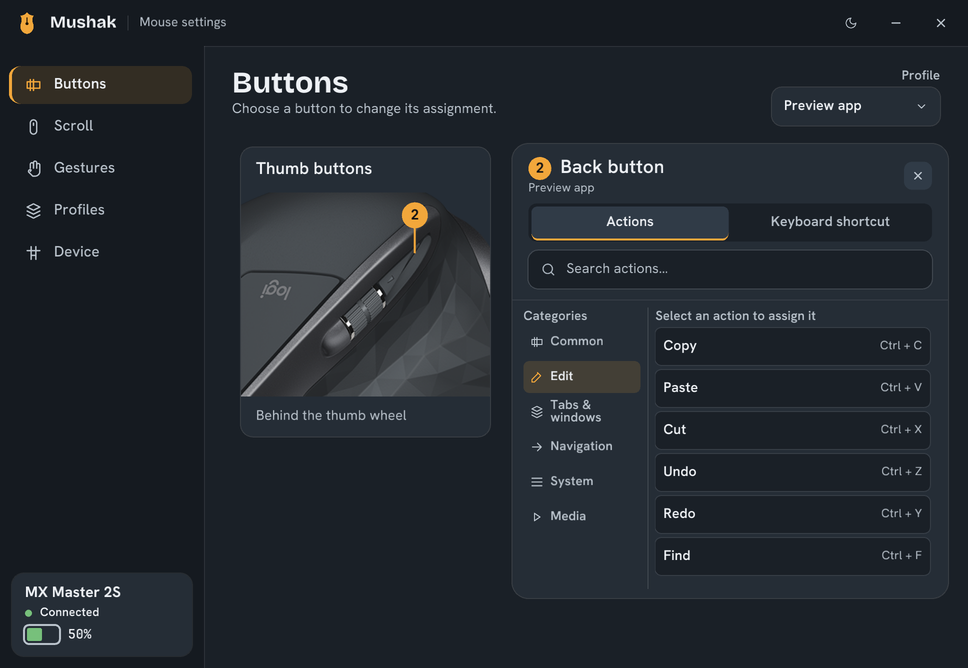 Mushak
Mouse settings
Buttons
Scroll
Gestures
Profiles
Device
MX Master 2S
Connected
50%
Buttons
Choose a button to change its assignment.
Profile
Preview app
Thumb buttons
2
logi
Behind the thumb wheel
2 Back button
Preview app
Actions
Keyboard shortcut
Search actions...
Categories
Common
Edit
Tabs &
windows
Navigation
System
Media
Select an action to assign it
Copy Ctrl + C
Paste Ctrl + V
Cut Ctrl + X
Undo Ctrl + Z
Redo Ctrl + Y
Find Ctrl + F